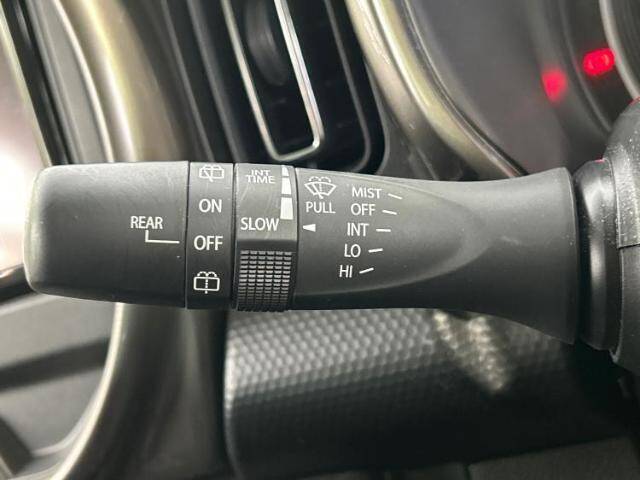 REAR
ON
OFF
INT
TIME
SLOW
PULL
MIST
OFF
INT
LO
HI